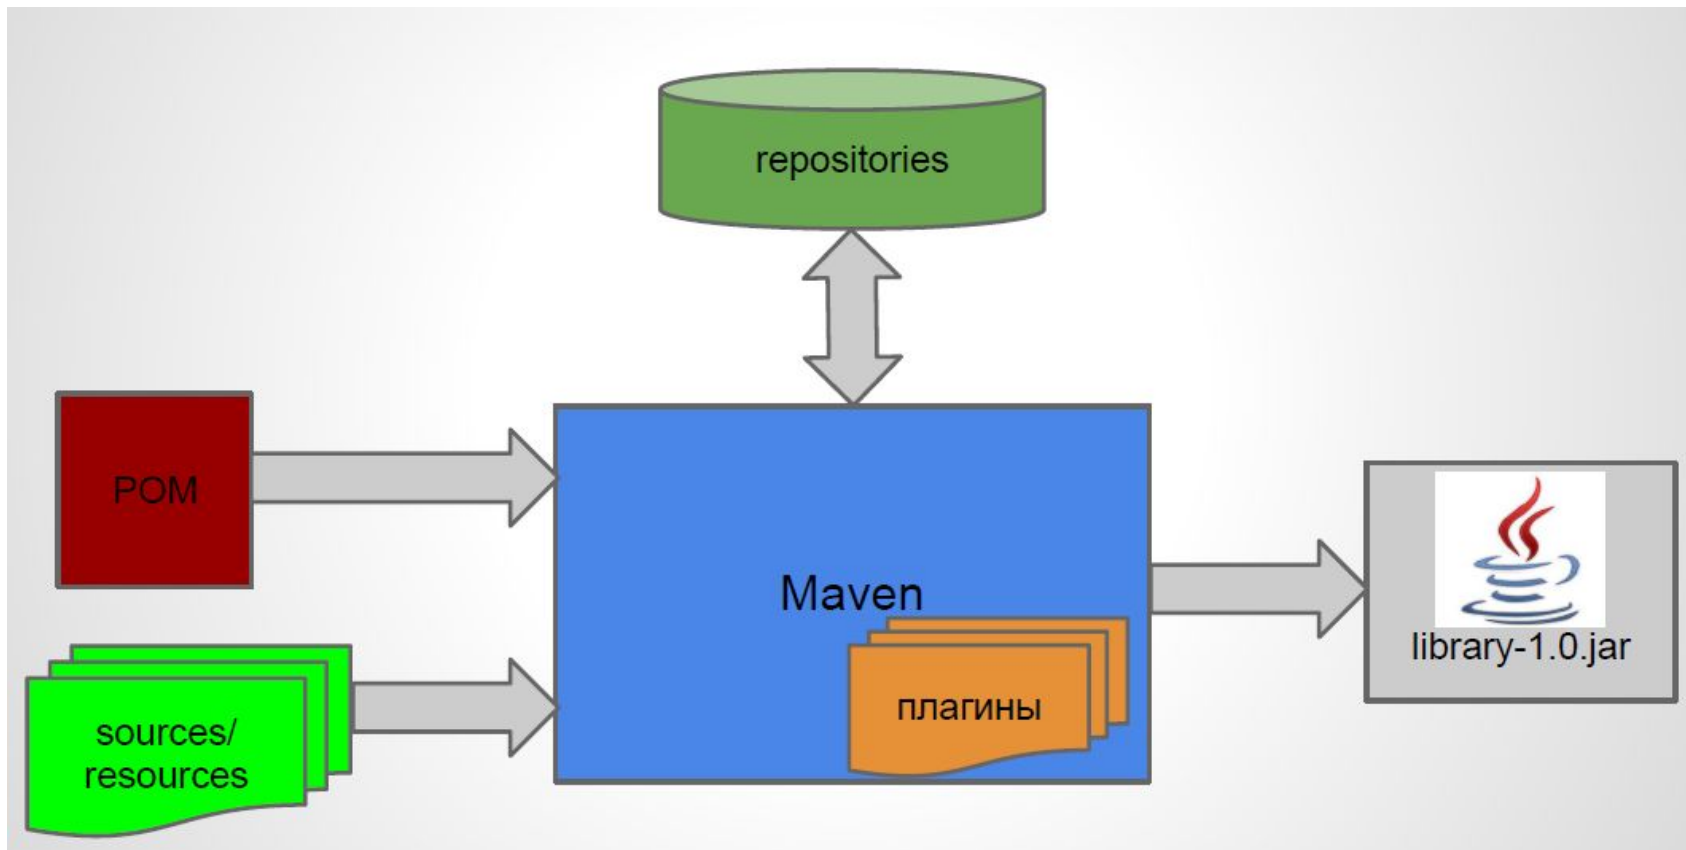 repositories
POM
Maven
sources/
resources
плагины
library-1.0.jar